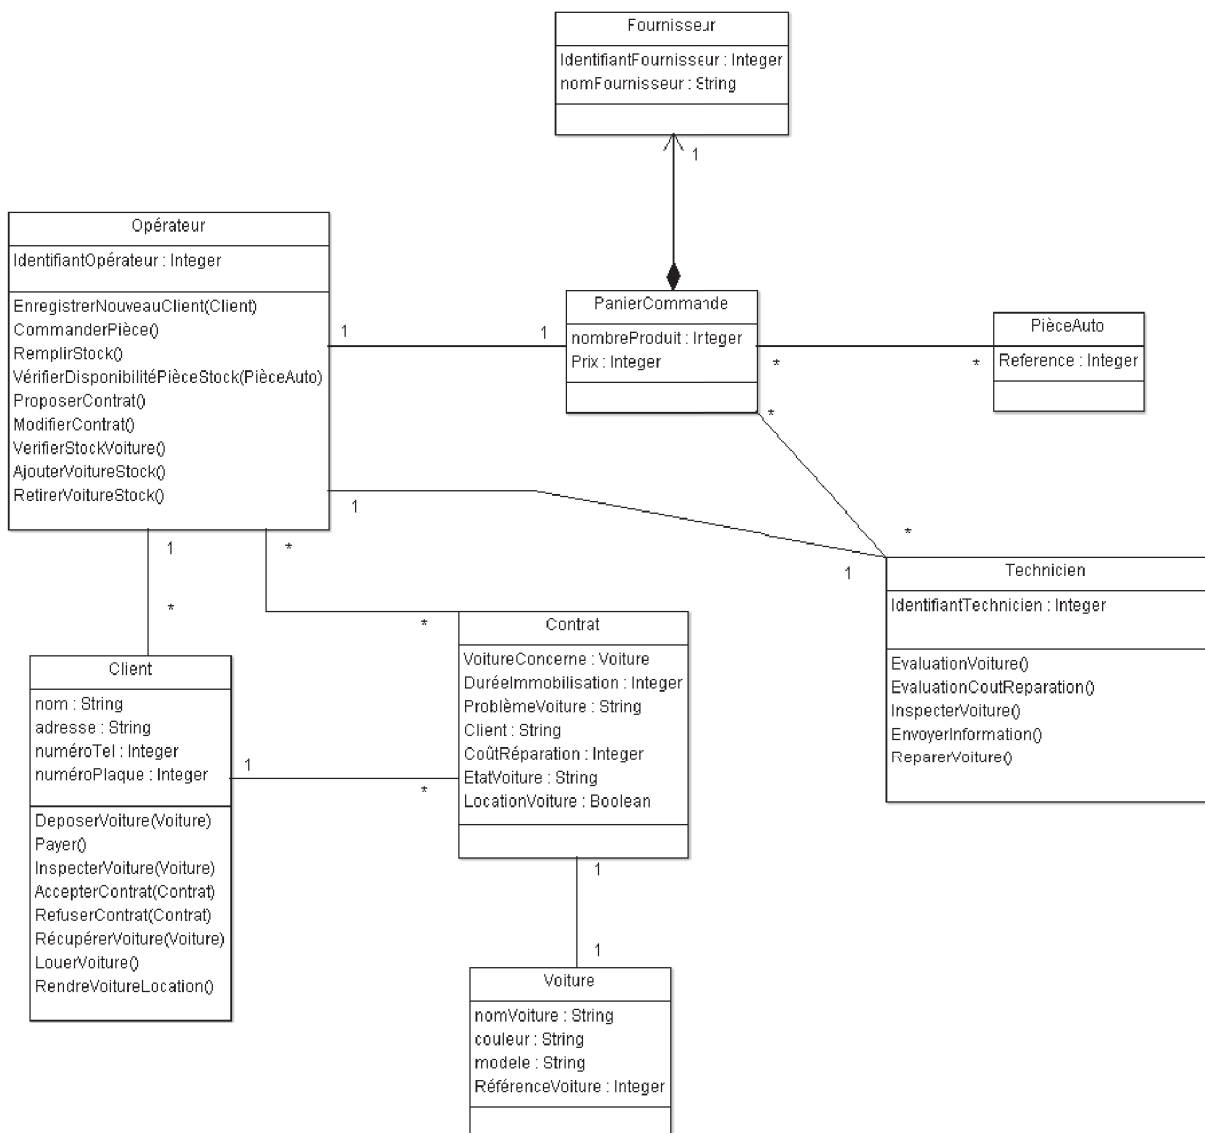 Fournisseur
IdentifiantFournisseur : Integer
nomFournisseur : String
1
Opérateur
IdentifiantOpérateur : Integer
EnregistrerNouveauClient(Client)
CommanderPièce()
RemplirStock()
VérifierDisponibilitéPièceStock(PièceAuto)
ProposerContrat()
ModifierContrat()
VerifierStockVoiture()
AjouterVoitureStock()
RetirerVoitureStock()
1
1
PanierCommande
nombreProduit : Integer
Prix : Integer
*
*
PièceAuto
Reference : Integer
*
*
1
1
Technicien
IdentifiantTechnicien : Integer
EvaluationVoiture()
EvaluationCoutReparation()
InspecterVoiture()
EnvoyerInformation()
ReparerVoiture()
1
*
*
*
Client
nom : String
adresse : String
numéroTel : Integer
numéroPlaque : Integer
DeposerVoiture(Voiture)
Payer()
InspecterVoiture(Voiture)
AccepterContrat(Contrat)
RefuserContrat(Contrat)
RécupérerVoiture(Voiture)
LouerVoiture()
RendreVoitureLocation()
1
*
Contrat
VoitureConcerne : Voiture
DuréeImmobilisation : Integer
ProblèmeVoiture : String
Client : String
CoûtRéparation : Integer
EtatVoiture : String
LocationVoiture : Boolean
1
1
Voiture
nomVoiture : String
couleur : String
modele : String
RéférenceVoiture : Integer